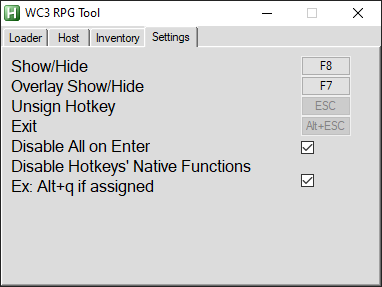 H WC3 RPG Tool
Loader Host Inventory Settings
Show/Hide F8
Overlay Show/Hide F7
Unsign Hotkey ESC
Exit Alt+ESC
Disable All on Enter
Disable Hotkeys' Native Functions
Ex: Alt+q if assigned